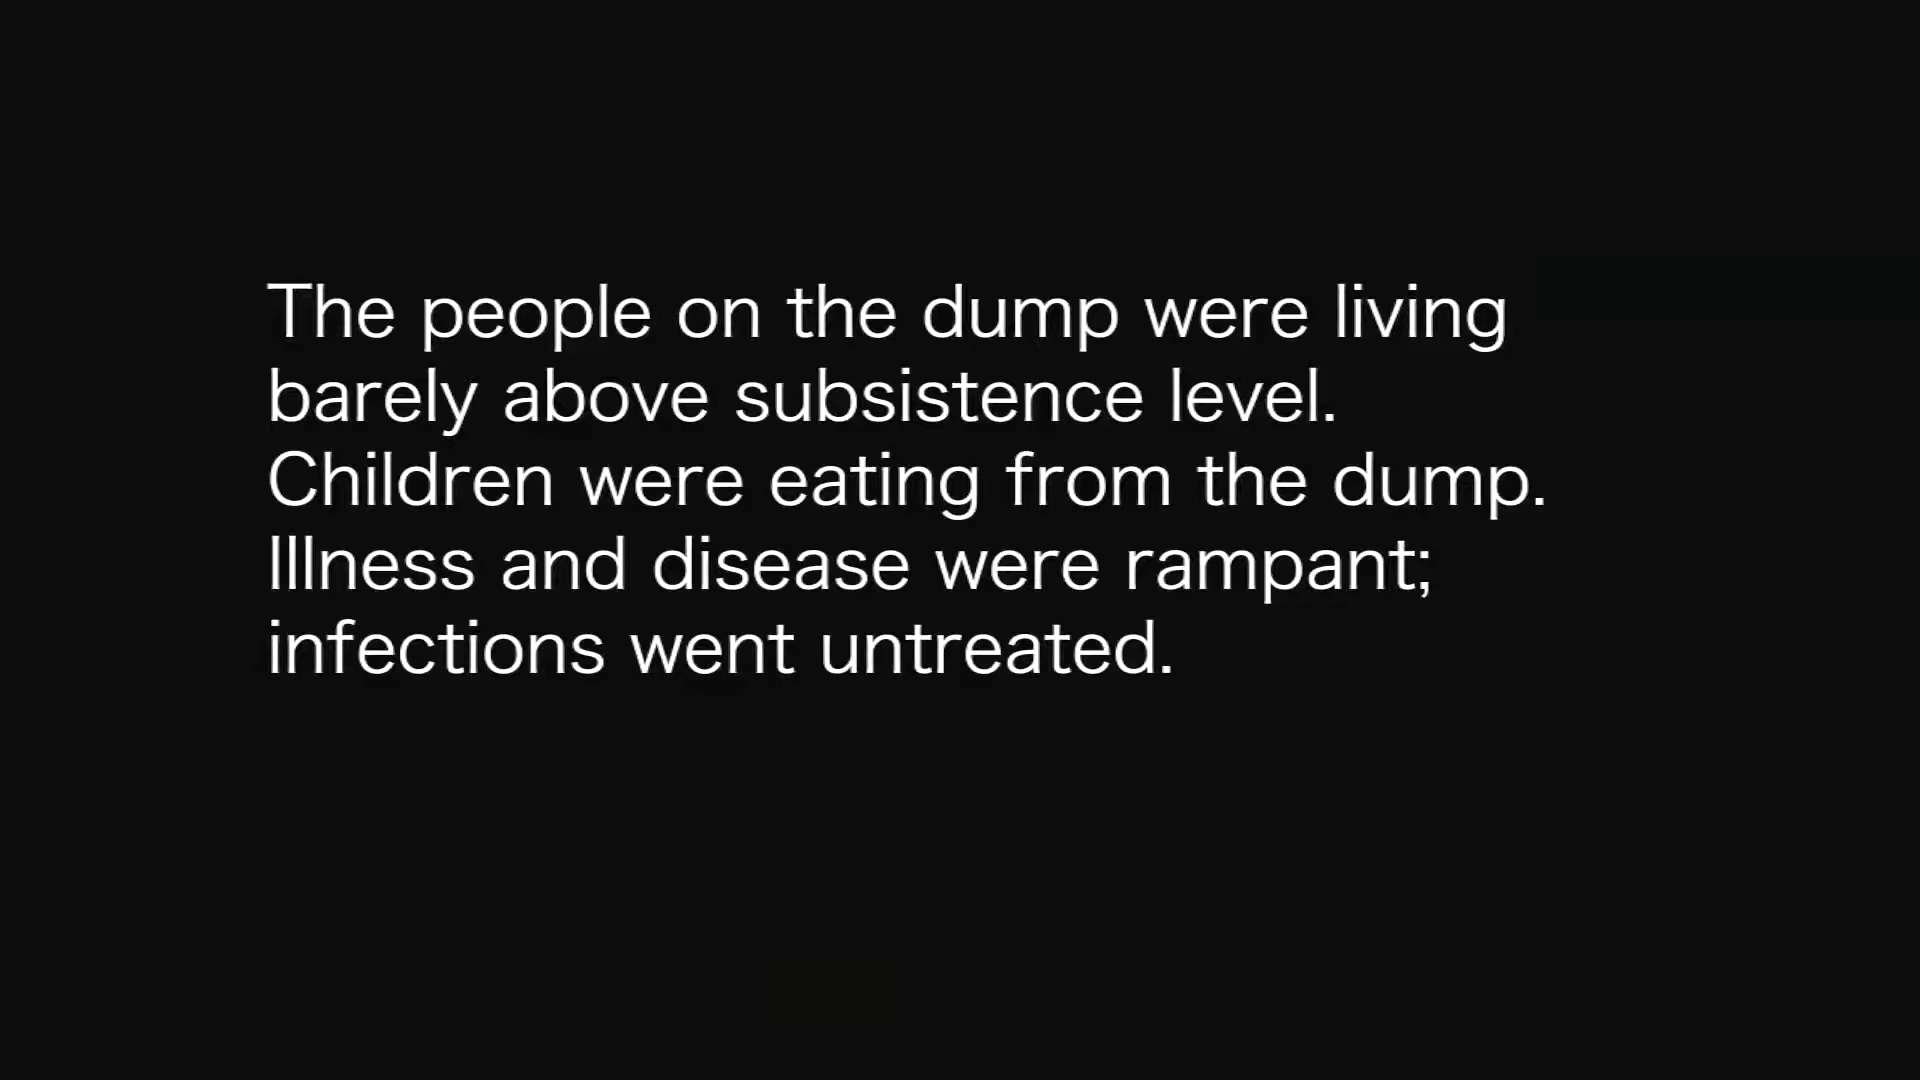 The people on the dump were living
barely above subsistence level.
Children were eating from the dump.
Illness and disease were rampant;
infections went untreated.